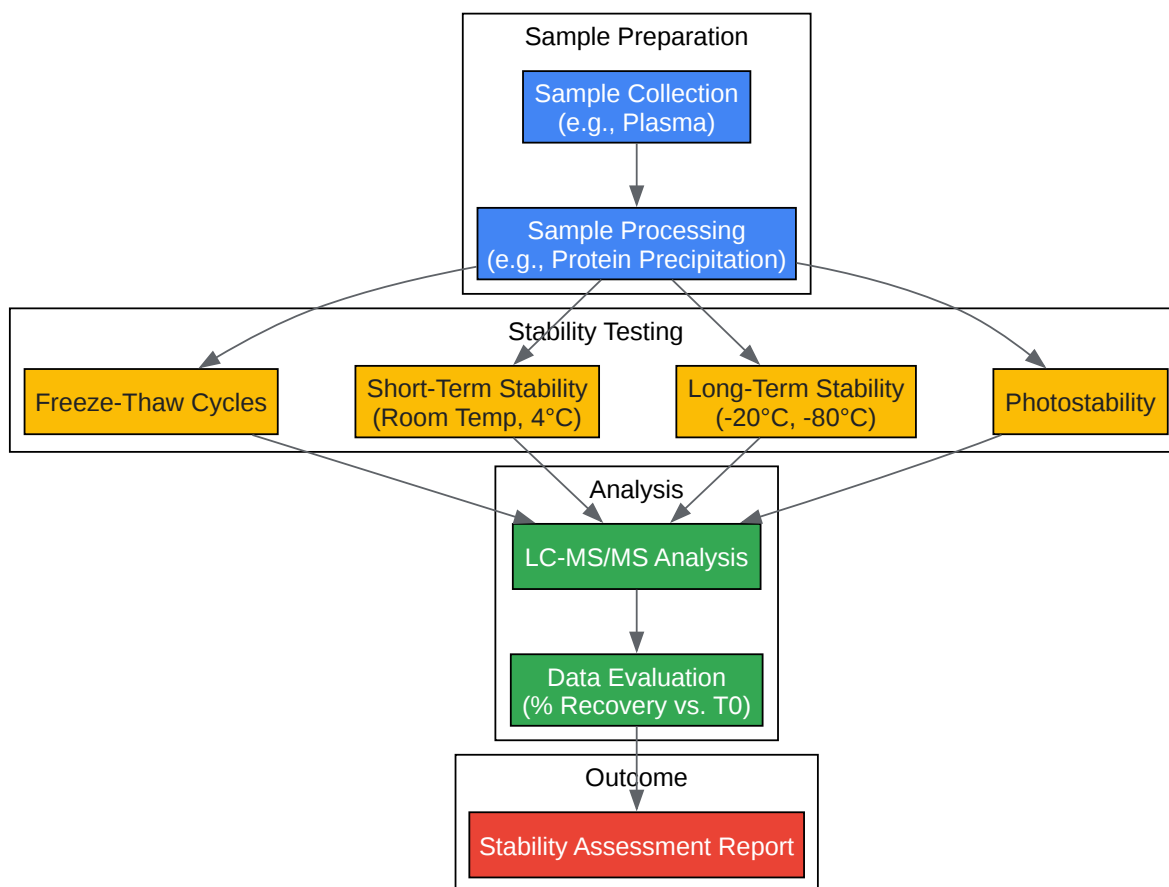 Sample Preparation
Sample Collection
(e.g., Plasma)
Sample Processing
(e.g., Protein Precipitation)
Stability Testing
Freeze-Thaw Cycles
Short-Term Stability
(Room Temp, 4°C)
Long-Term Stability
(-20°C, -80°C)
Photostability
Analysis
LC-MS/MS Analysis
Data Evaluation
(% Recovery vs. T0)
Outcome
Stability Assessment Report